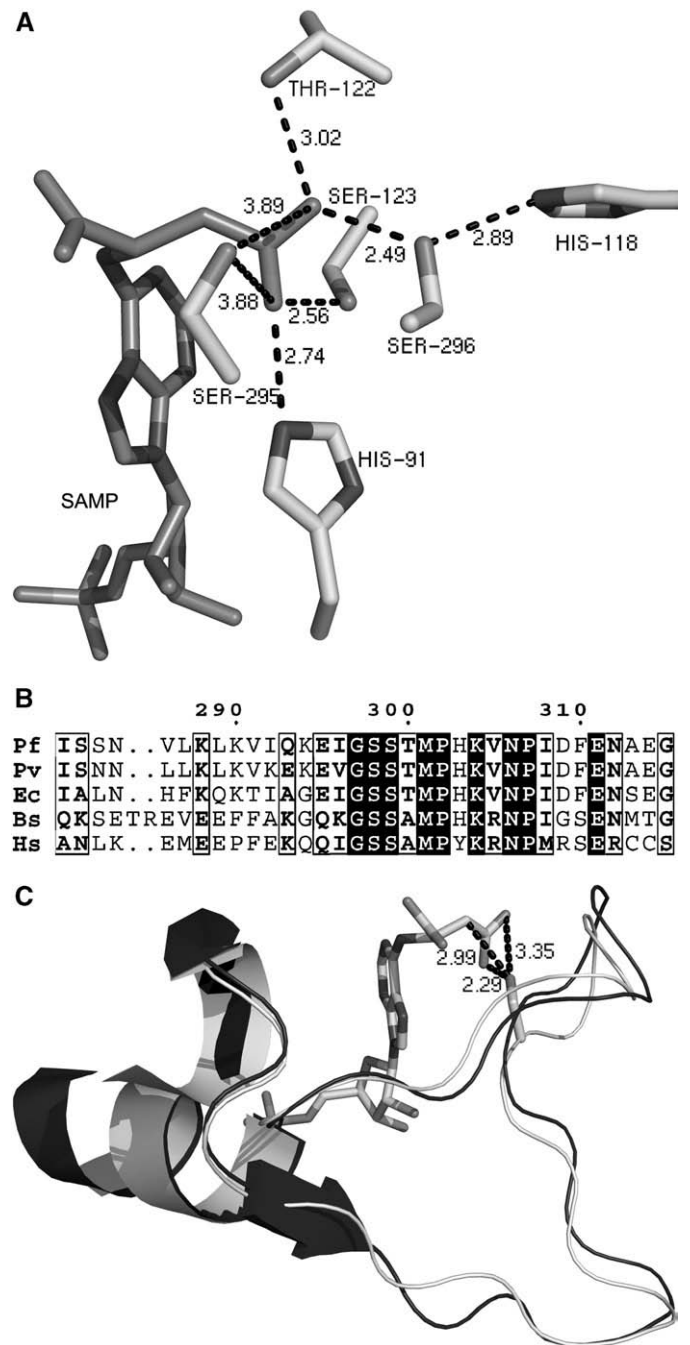 A
THR-122
3.02
SER-123
3.89
2.49
2.89
HIS-118
3.88
2.56
SER-296
2.74
SER-295
HIS-91
SAMP
B
290 300 310
Pf ISSN..VLKLKVIQKEIGSSTMPHKVNPIDFENAEG
Pv ISNN..LLKLKVKEKEVGSSTMPHKVNPIDFENSEG
Ec IALN..HFKQKTIAGEIGSSTMPHKVNPIDFENSEG
Bs QKSETREVEEFFAKGQKGSSAMPHKRNPIGSENMTG
Hs ANLK..EMEEPFEKQQIGSSAMPYKRNPMRSERCCS
C
2.99
3.35
2.29